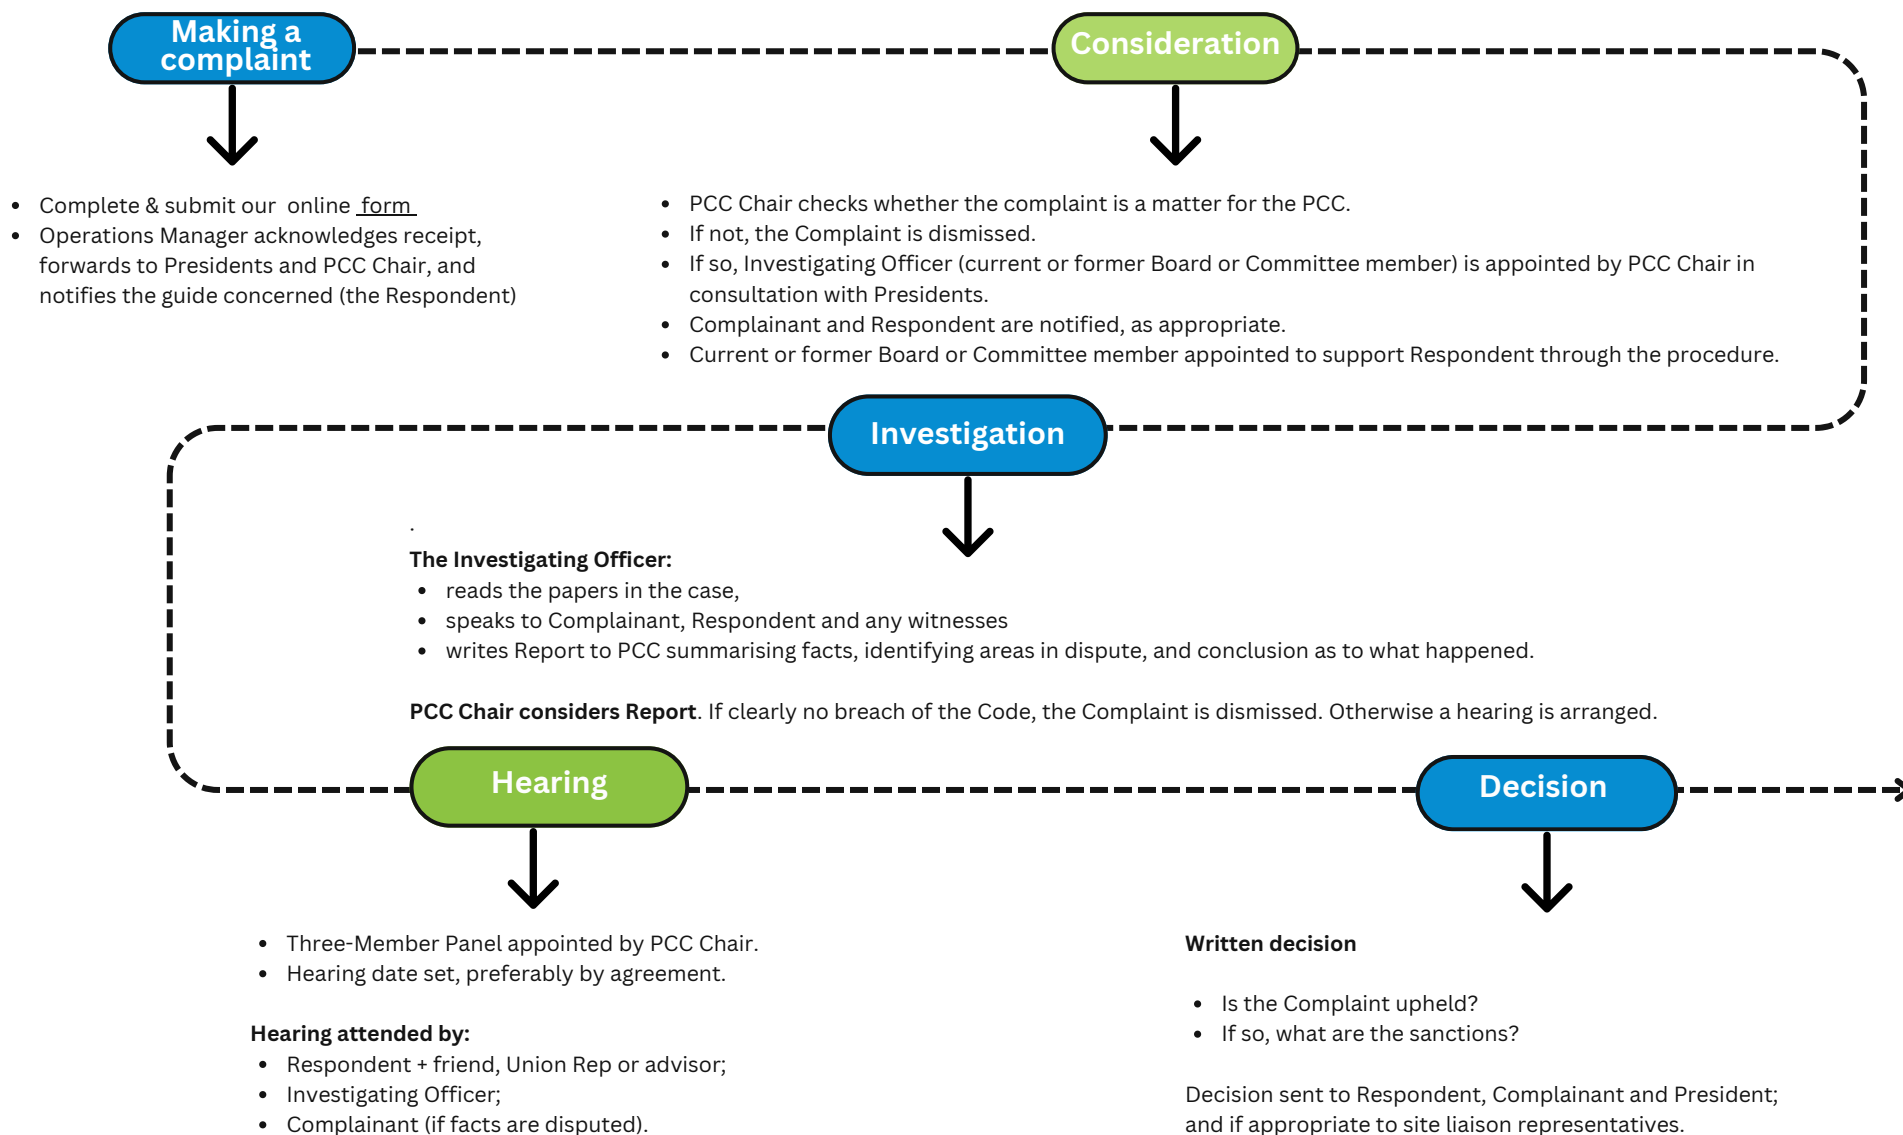 Making a
complaint
Consideration
• Complete & submit our  online  form
• Operations Manager acknowledges receipt,
forwards to Presidents and PCC Chair, and
notifies the guide concerned (the Respondent)
• PCC Chair checks whether the complaint is a matter for the PCC.
• If not, the Complaint is dismissed.
• If so, Investigating Officer (current or former Board or Committee member) is appointed by PCC Chair in
consultation with Presidents.
• Complainant and Respondent are notified, as appropriate.
• Current or former Board or Committee member appointed to support Respondent through the procedure.
Investigation
.
The Investigating Officer:
• reads the papers in the case,
• speaks to Complainant, Respondent and any witnesses
• writes Report to PCC summarising facts, identifying areas in dispute, and conclusion as to what happened.
PCC Chair considers Report. If clearly no breach of the Code, the Complaint is dismissed. Otherwise a hearing is arranged.
Hearing
Decision
• Three-Member Panel appointed by PCC Chair.
• Hearing date set, preferably by agreement.
Hearing attended by:
• Respondent + friend, Union Rep or advisor;
• Investigating Officer;
• Complainant (if facts are disputed).
Written decision
• Is the Complaint upheld?
• If so, what are the sanctions?
Decision sent to Respondent, Complainant and President;
and if appropriate to site liaison representatives.